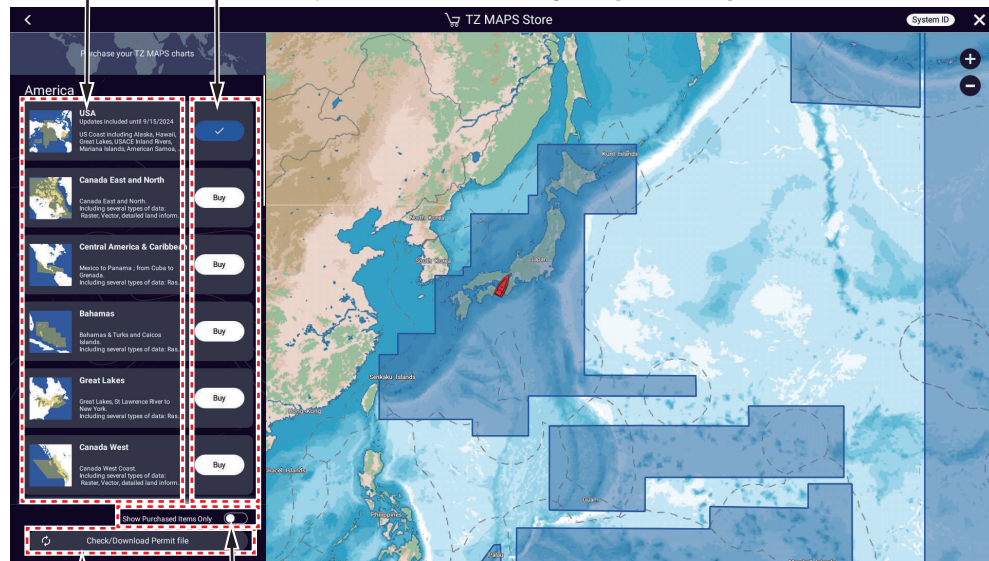 TZ MAPS Store
System ID
Purchase your TZ MAPS charts
America
USA
Updates included until 9/15/2024
US Coast including Alaska, Hawaii,
Great Lakes, USACE Inland Rivers,
Mariana Islands, American Samoa, ...
Canada East and North
Canada East and North.
Including several types of data:
Raster, Vector, detailed land inform...
Buy
Central America & Caribbea
Mexico to Panama ; from Cuba to
Grenada.
Including several types of data: Ras...
Buy
Bahamas
Bahamas & Turks and Caicos
Islands.
Including several types of data: Ras...
Buy
Great Lakes
Great Lakes, St Lawrence River to
New York.
Including several types of data: Ras...
Buy
Canada West
Canada West Coast.
Including several types of data:
Raster, Vector, detailed land inform...
Buy
Show Purchased Items Only
Check/Download Permit file
Kurile Islands
North Korea
South Korea
Japan
Senkaku Islands
Hong Kong
Paracel Islands
Guam
Philippines
Palau
Marshall Islands